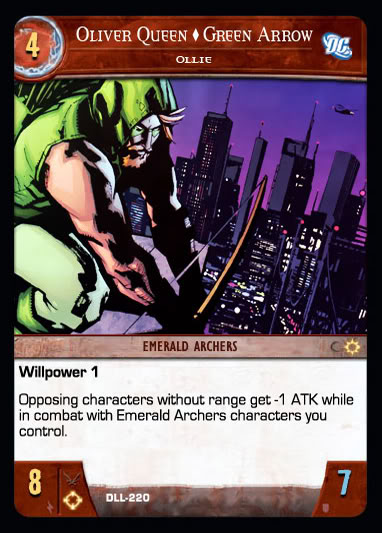 4
Oliver Queen ♦ Green Arrow
Ollie
DC
EMERALD ARCHERS
Willpower 1
Opposing characters without range get -1 ATK while
in combat with Emerald Archers characters you
control.
8
DLL-220
7